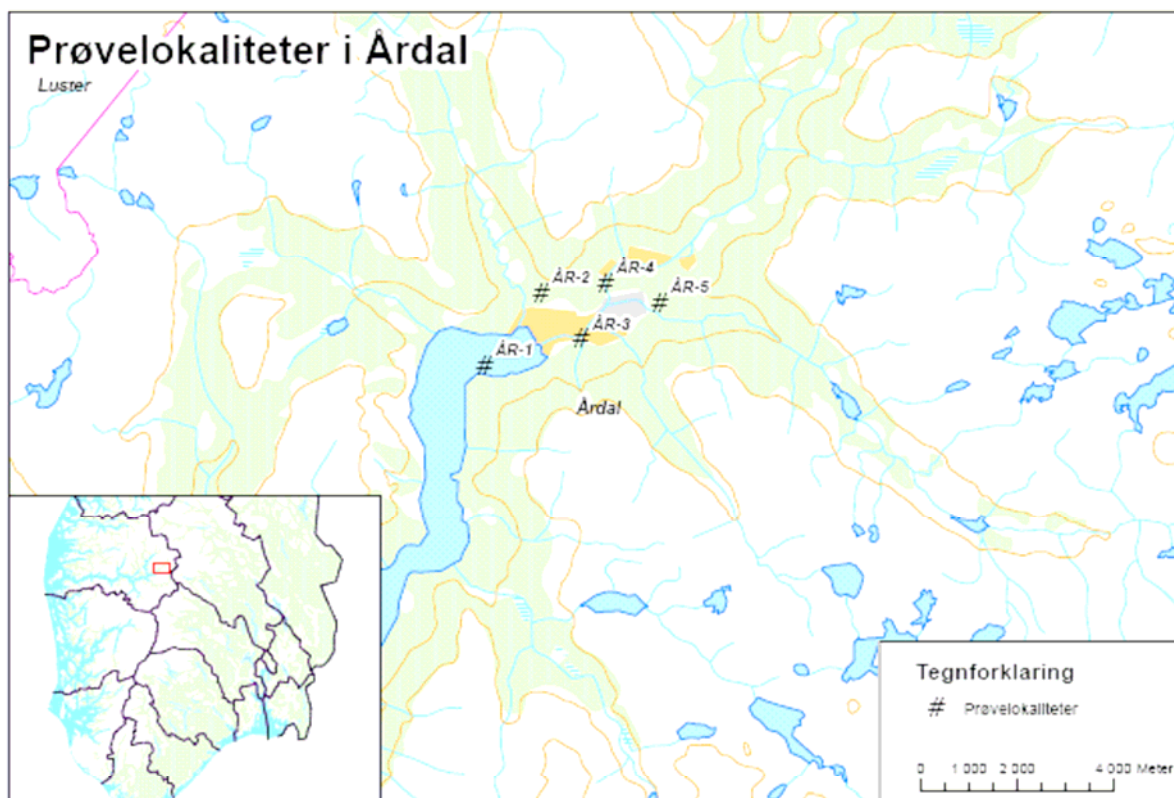 Prøvelokaliteter i Årdal
Luster
ÅR-2
ÅR-4
ÅR-5
ÅR-3
ÅR-1
Årdal
Tegnforklaring
# Prøvelokaliteter
0 1 000 2 000 4 000 Meter